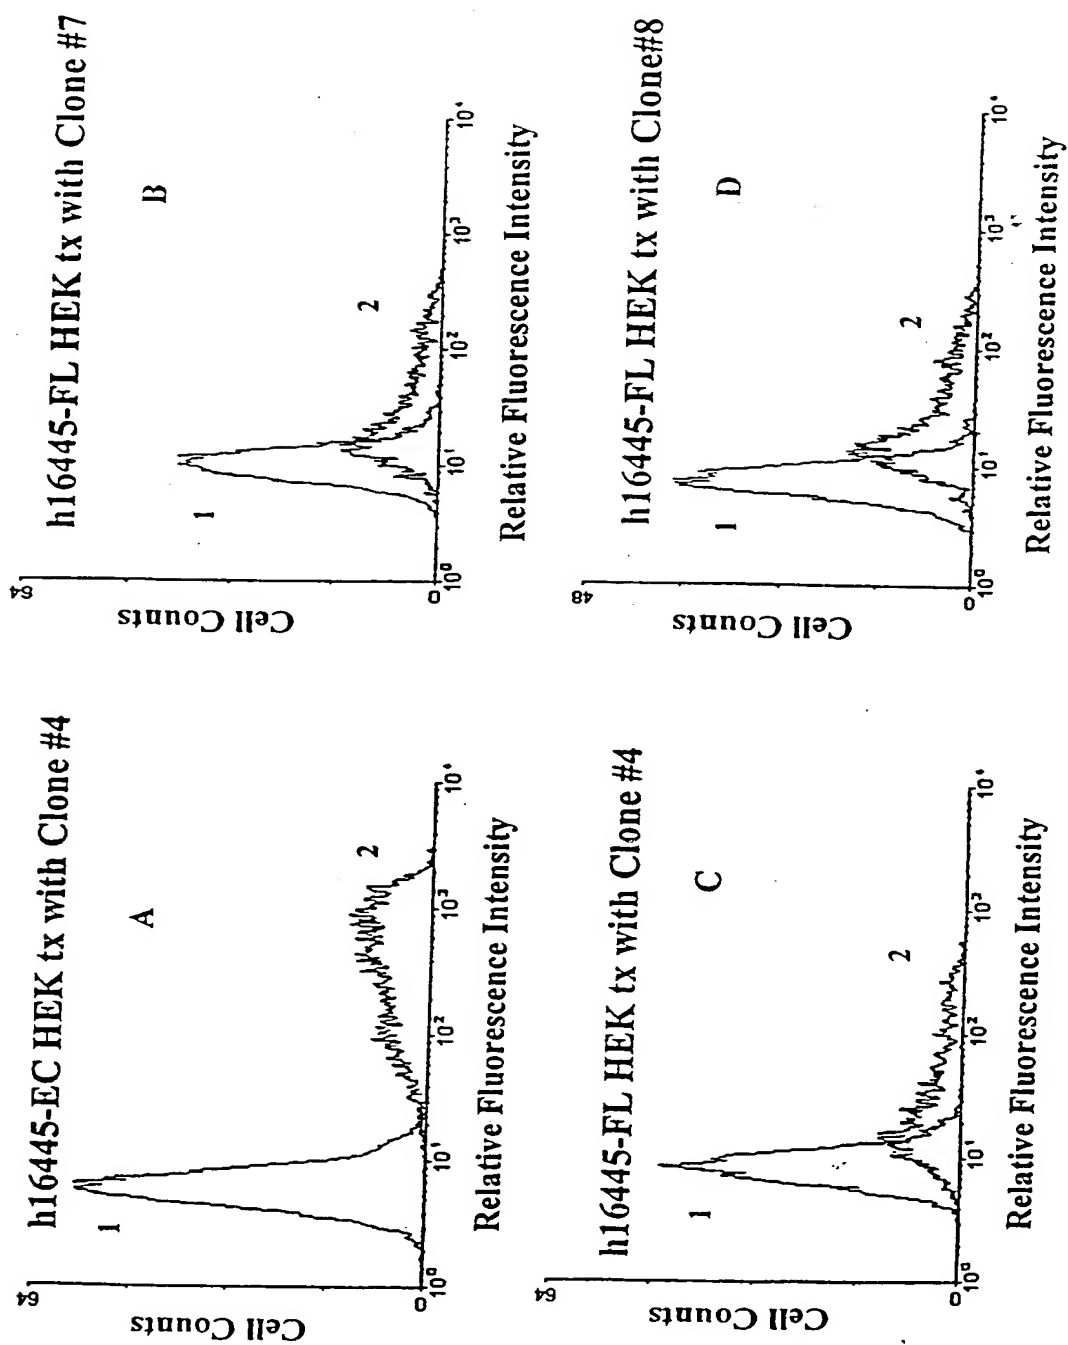 h16445-EC HEK tx with Clone #4
A
64
Cell Counts
0
1
2
10⁰ 10¹ 10² 10³ 10⁴
Relative Fluorescence Intensity
h16445-FL HEK tx with Clone #7
B
64
Cell Counts
0
1
2
10⁰ 10¹ 10² 10³ 10⁴
Relative Fluorescence Intensity
h16445-FL HEK tx with Clone #4
C
64
Cell Counts
0
1
2
10⁰ 10¹ 10² 10³ 10⁴
Relative Fluorescence Intensity
h16445-FL HEK tx with Clone#8
D
48
Cell Counts
0
1
2
10⁰ 10¹ 10² 10³ 10⁴
Relative Fluorescence Intensity